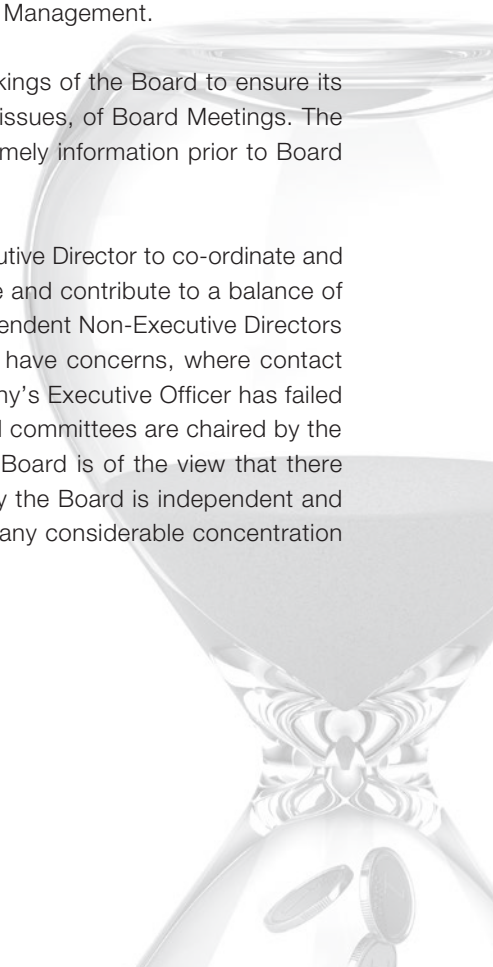 Management.
kings of the Board to ensure its
issues, of Board Meetings. The
mely information prior to Board
utive Director to co-ordinate and
e and contribute to a balance of
endent Non-Executive Directors
have concerns, where contact
ny's Executive Officer has failed
l committees are chaired by the
Board is of the view that there
y the Board is independent and
any considerable concentration